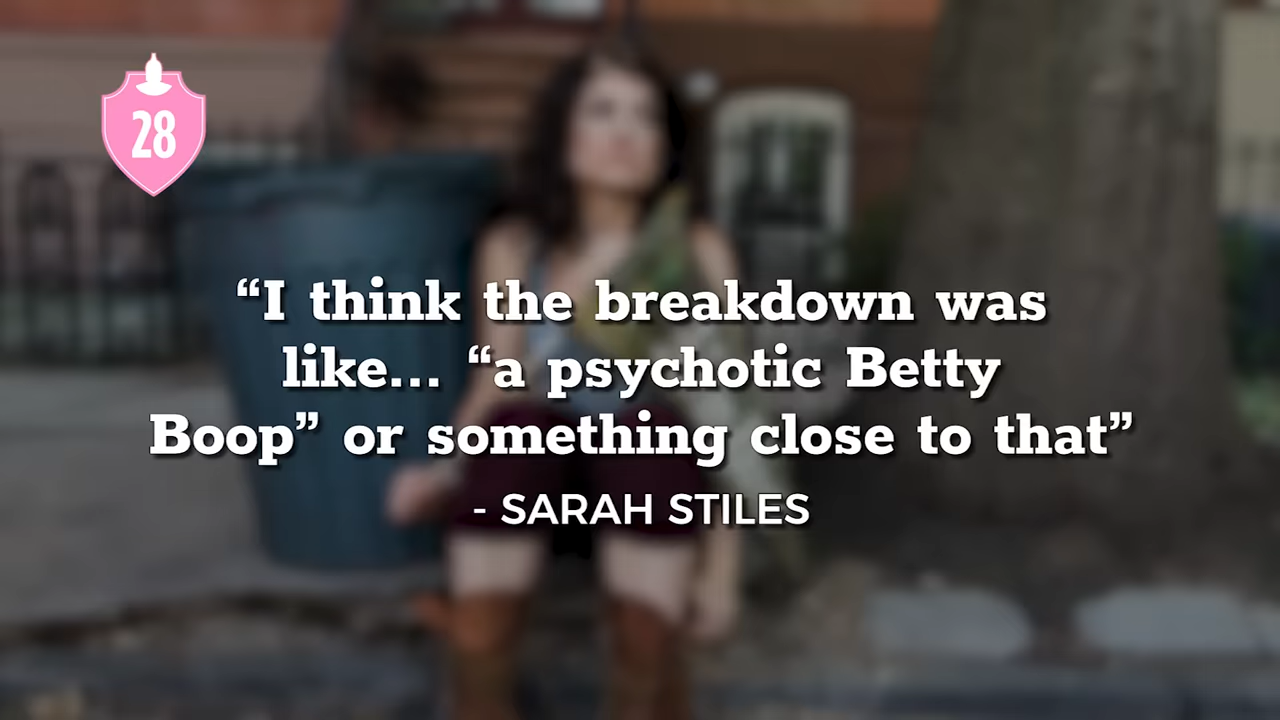 28
“I think the breakdown was
like... “a psychotic Betty
Boop” or something close to that”
- SARAH STILES